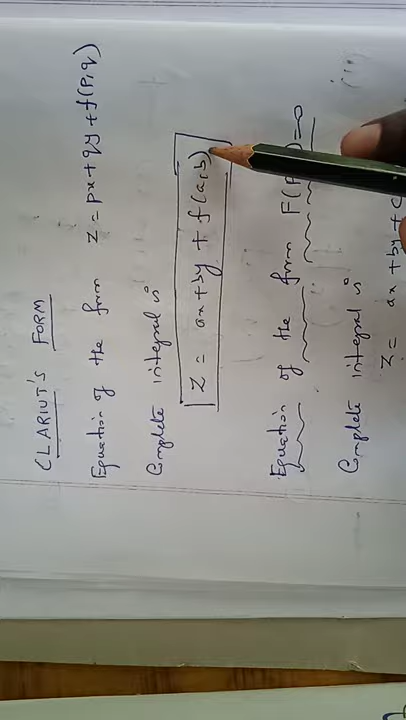 CLARIUT'S FORM
Equation of the form Z = px + qy + f(p,q)
Complete integral is
Z = ax + by + f(a,b)
Equation of the form F( ) = 0
Complete integral is
Z = ax + by + c